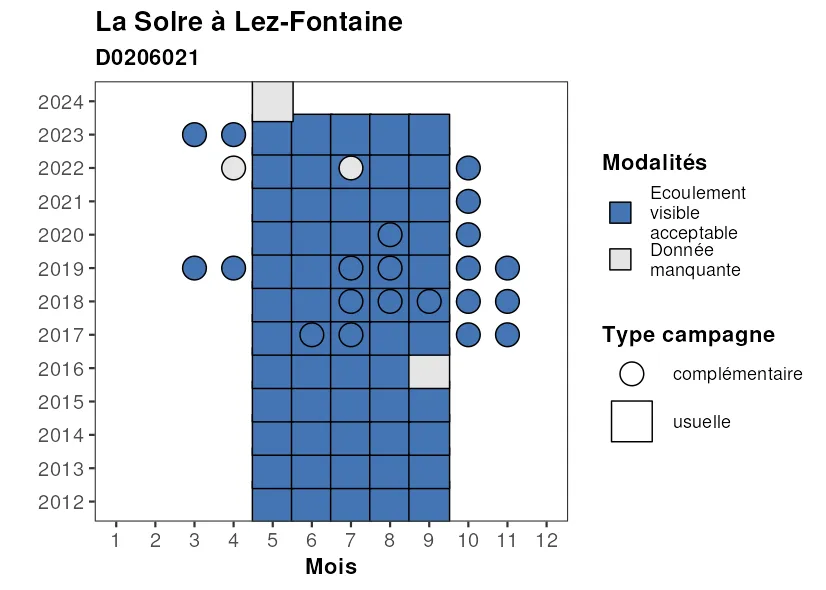 La Solre à Lez-Fontaine
D0206021
2024
2023
2022
2021
2020
2019
2018
2017
2016
2015
2014
2013
2012
1 2 3 4 5 6 7 8 9 10 11 12
Mois
Modalités
Ecoulement
visible
acceptable
Donnée
manquante
Type campagne
complémentaire
usuelle